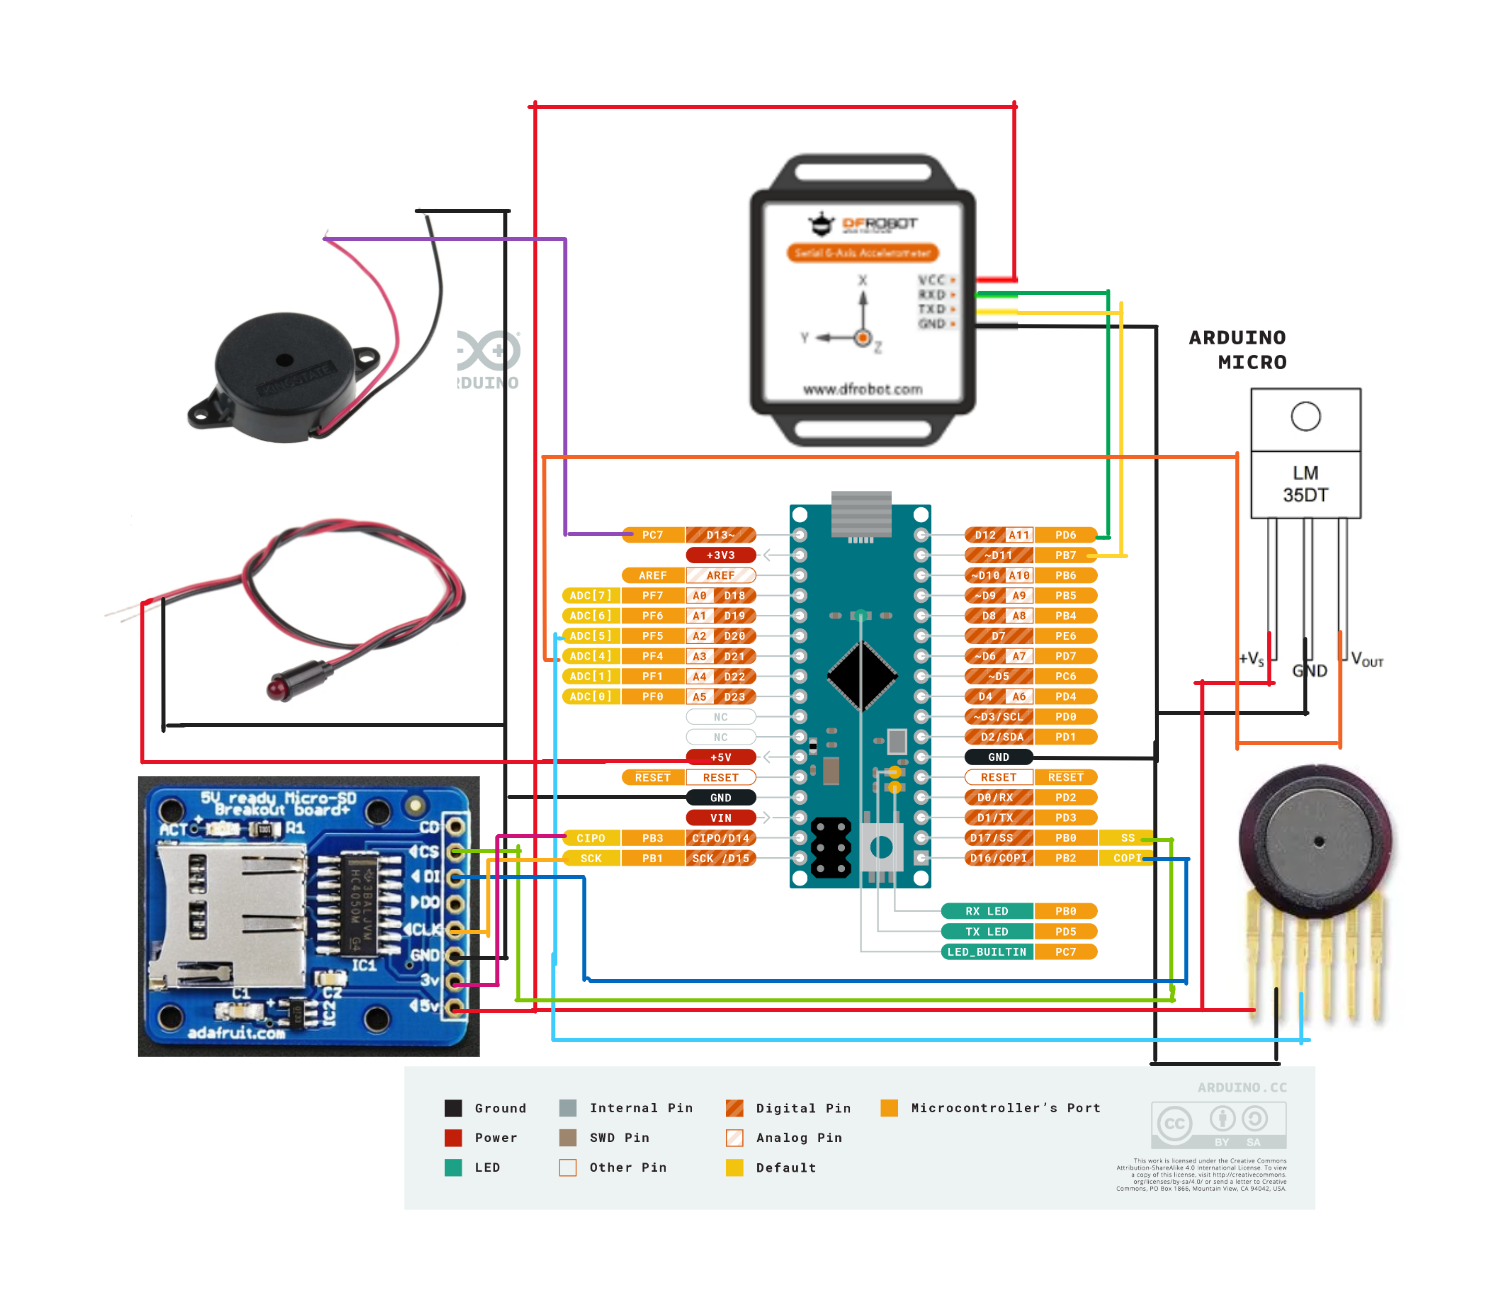 DFROBOT
Serial 6-Axis Accelerometer
X
VCC
RXD
TXD
GND
Y
Z
www.dfrobot.com
KINGSTATE
DUINO
ARDUINO
MICRO
LM
35DT
+VS
GND
VOUT
PC7 D13~
+3V3
AREF AREF
ADC[7] PF7 A0 D18
ADC[6] PF6 A1 D19
ADC[5] PF5 A2 D20
ADC[4] PF4 A3 D21
ADC[1] PF1 A4 D22
ADC[0] PF0 A5 D23
NC
NC
+5V
RESET RESET
GND
VIN
CIPO PB3 CIPO/D14
SCK PB1 SCK /D15
D12 A11 PD6
~D11 PB7
~D10 A10 PB6
~D9 A9 PB5
D8 A8 PB4
D7 PE6
~D6 A7 PD7
~D5 PC6
D4 A6 PD4
~D3/SCL PD0
D2/SDA PD1
GND
RESET RESET
D0/RX PD2
D1/TX PD3
D17/SS PB0 SS
D16/COPI PB2 COPI
RX LED PB0
TX LED PD5
LED_BUILTIN PC7
5V ready Micro-SD
Breakout board+
ACT
R1
CD
CS
DI
DO
CLK
GND
3v
5v
HC4050M
IC1
C1
C2
IC2
adafruit.com
ARDUINO.CC
Ground
Internal Pin
Digital Pin
Microcontroller's Port
Power
SWD Pin
Analog Pin
LED
Other Pin
Default
CC
BY SA
This work is licensed under the Creative Commons
Attribution-ShareAlike 4.0 International License. To view
a copy of this license, visit http://creativecommons.
org/licenses/by-sa/4.0/ or send a letter to Creative
Commons, PO Box 1866, Mountain View, CA 94042, USA.